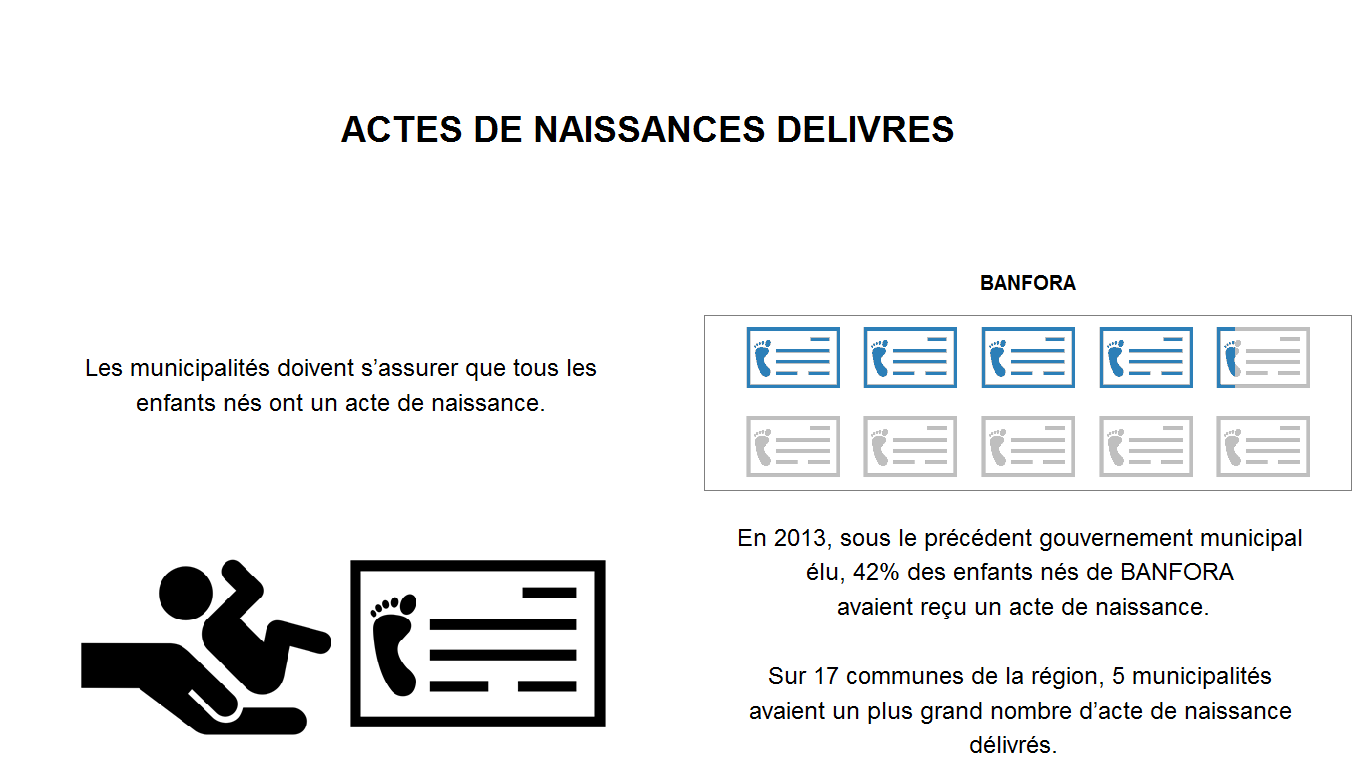 ACTES DE NAISSANCES DELIVRES
Les municipalités doivent s’assurer que tous les
enfants nés ont un acte de naissance.
BANFORA
En 2013, sous le précédent gouvernement municipal
élu, 42% des enfants nés de BANFORA
avaient reçu un acte de naissance.
Sur 17 communes de la région, 5 municipalités
avaient un plus grand nombre d’acte de naissance
délivrés.